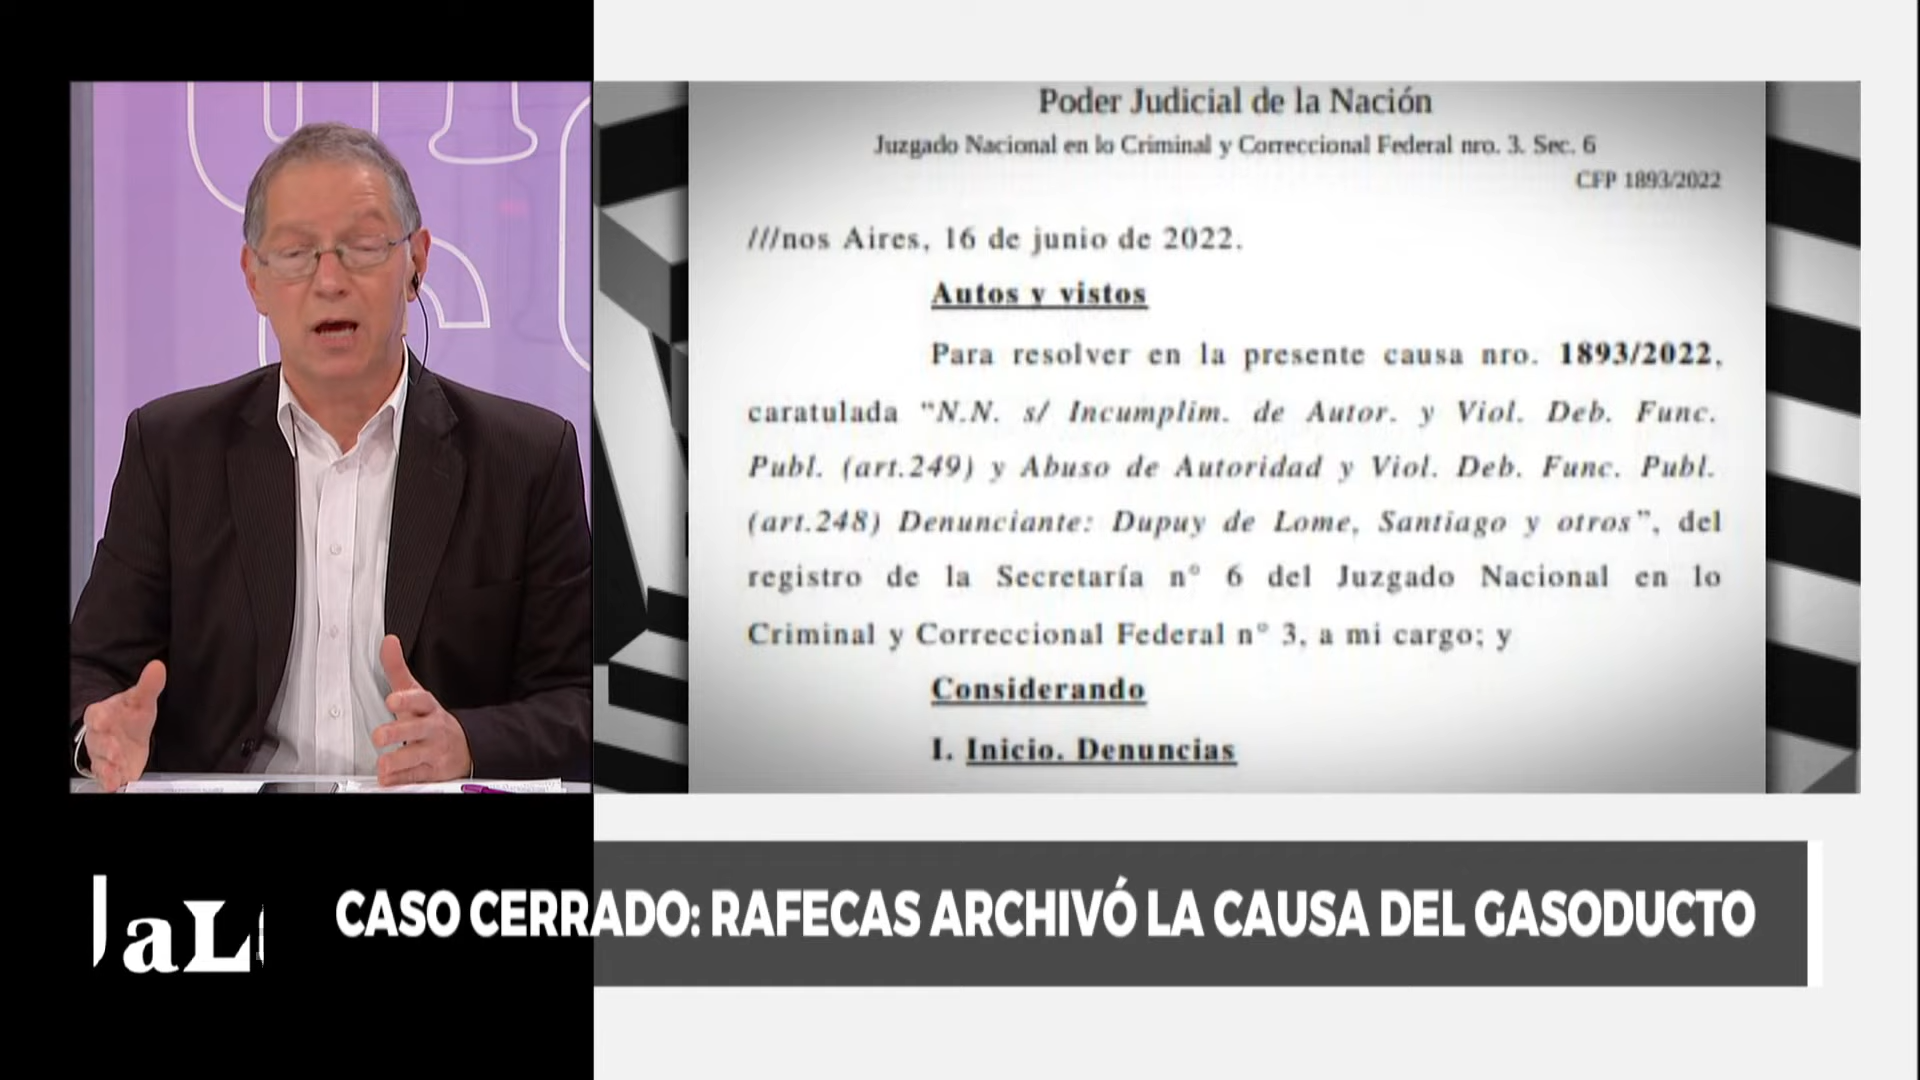 Poder Judicial de la Nación
Juzgado Nacional en lo Criminal y Correccional Federal nro. 3. Sec. 6
CFP 1893/2022
///nos Aires, 16 de junio de 2022.
Autos y vistos
Para resolver en la presente causa nro. 1893/2022,
caratulada “N.N. s/ Incumplim. de Autor. y Viol. Deb. Func.
Publ. (art.249) y Abuso de Autoridad y Viol. Deb. Func. Publ.
(art.248) Denunciante: Dupuy de Lome, Santiago y otros”, del
registro de la Secretaría n° 6 del Juzgado Nacional en lo
Criminal y Correccional Federal n° 3, a mi cargo; y
Considerando
I. Inicio. Denuncias
aL
CASO CERRADO: RAFECAS ARCHIVÓ LA CAUSA DEL GASODUCTO